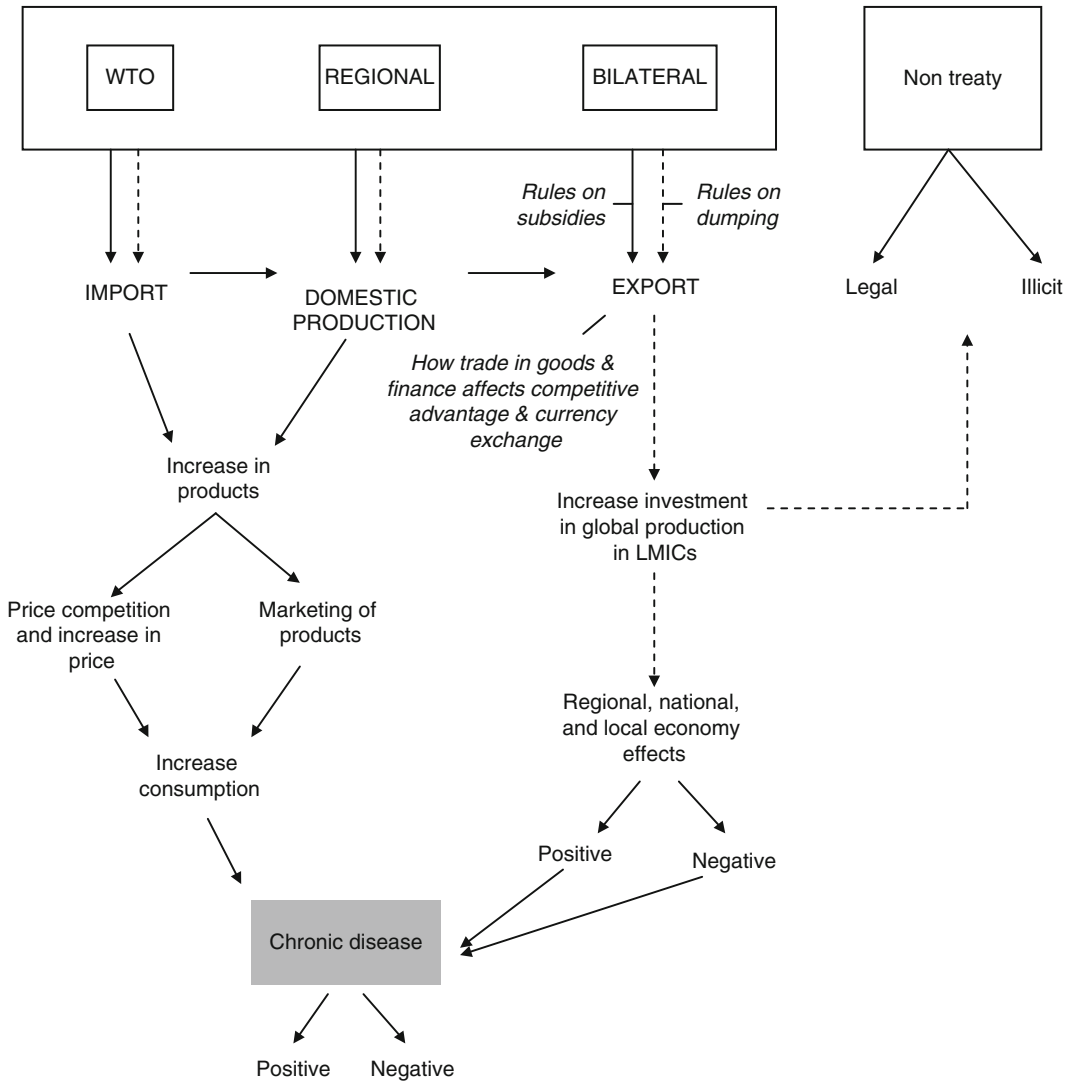 WTO
REGIONAL
BILATERAL
Non treaty
Rules on
subsidies
Rules on
dumping
IMPORT
DOMESTIC
PRODUCTION
EXPORT
Legal
Illicit
How trade in goods &
finance affects competitive
advantage & currency
exchange
Increase in
products
Increase investment
in global production
in LMICs
Price competition
and increase in
price
Marketing of
products
Regional, national,
and local economy
effects
Increase
consumption
Positive
Negative
Chronic disease
Positive
Negative